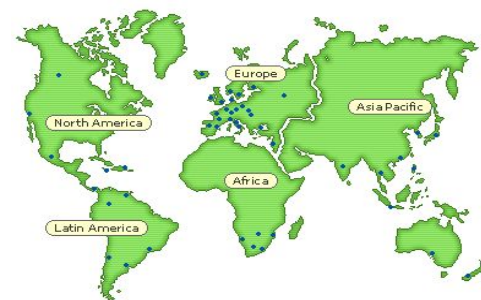 Europe
Asia Pacific
North America
Africa
Latin America